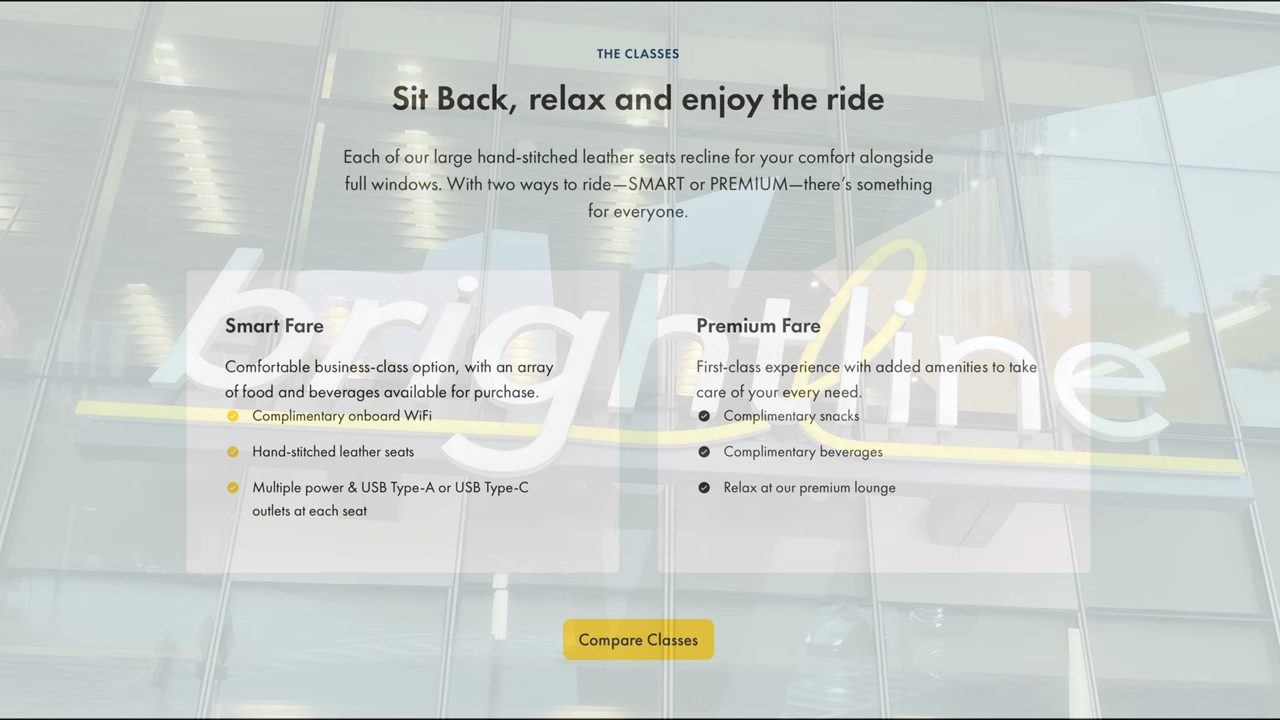 THE CLASSES
Sit Back, relax and enjoy the ride
Each of our large hand-stitched leather seats recline for your comfort alongside
full windows. With two ways to ride—SMART or PREMIUM—there's something
for everyone.
brightline
Smart Fare
Comfortable business-class option, with an array
of food and beverages available for purchase.
Complimentary onboard WiFi
Hand-stitched leather seats
Multiple power & USB Type-A or USB Type-C
outlets at each seat
Premium Fare
First-class experience with added amenities to take
care of your every need.
Complimentary snacks
Complimentary beverages
Relax at our premium lounge
Compare Classes